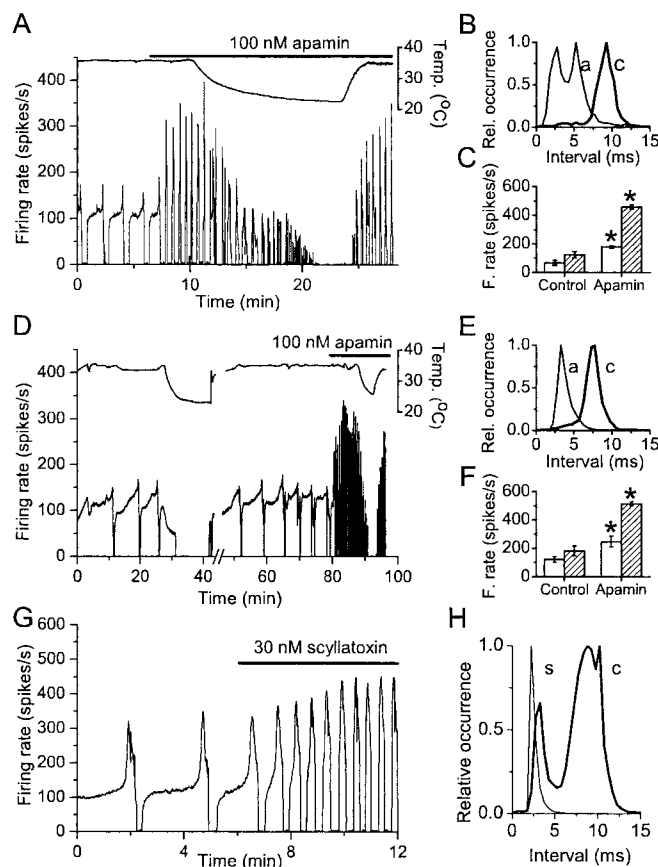 A
100 nM apamin
Firing rate (spikes/s)
400
300
200
100
0
Temp. (°C)
40
30
20
0
10
20
Time (min)
B
Rel. occurrence
1.0
0.5
0.0
a
c
0
5
10
15
Interval (ms)
C
F. rate (spikes/s)
600
400
200
0
*
*
Control
Apamin
D
100 nM apamin
Firing rate (spikes/s)
400
300
200
100
0
Temp. (°C)
40
30
20
0
20
40
60
80
100
Time (min)
E
Rel. occurrence
1.0
0.5
0.0
a
c
0
5
10
15
Interval (ms)
F
F. rate (spikes/s)
600
400
200
0
*
*
Control
Apamin
G
30 nM scyllatoxin
Firing rate (spikes/s)
600
500
400
300
200
100
0
0
4
8
12
Time (min)
H
Relative occurrence
1.0
0.5
0.0
s
c
0
5
10
15
Interval (ms)